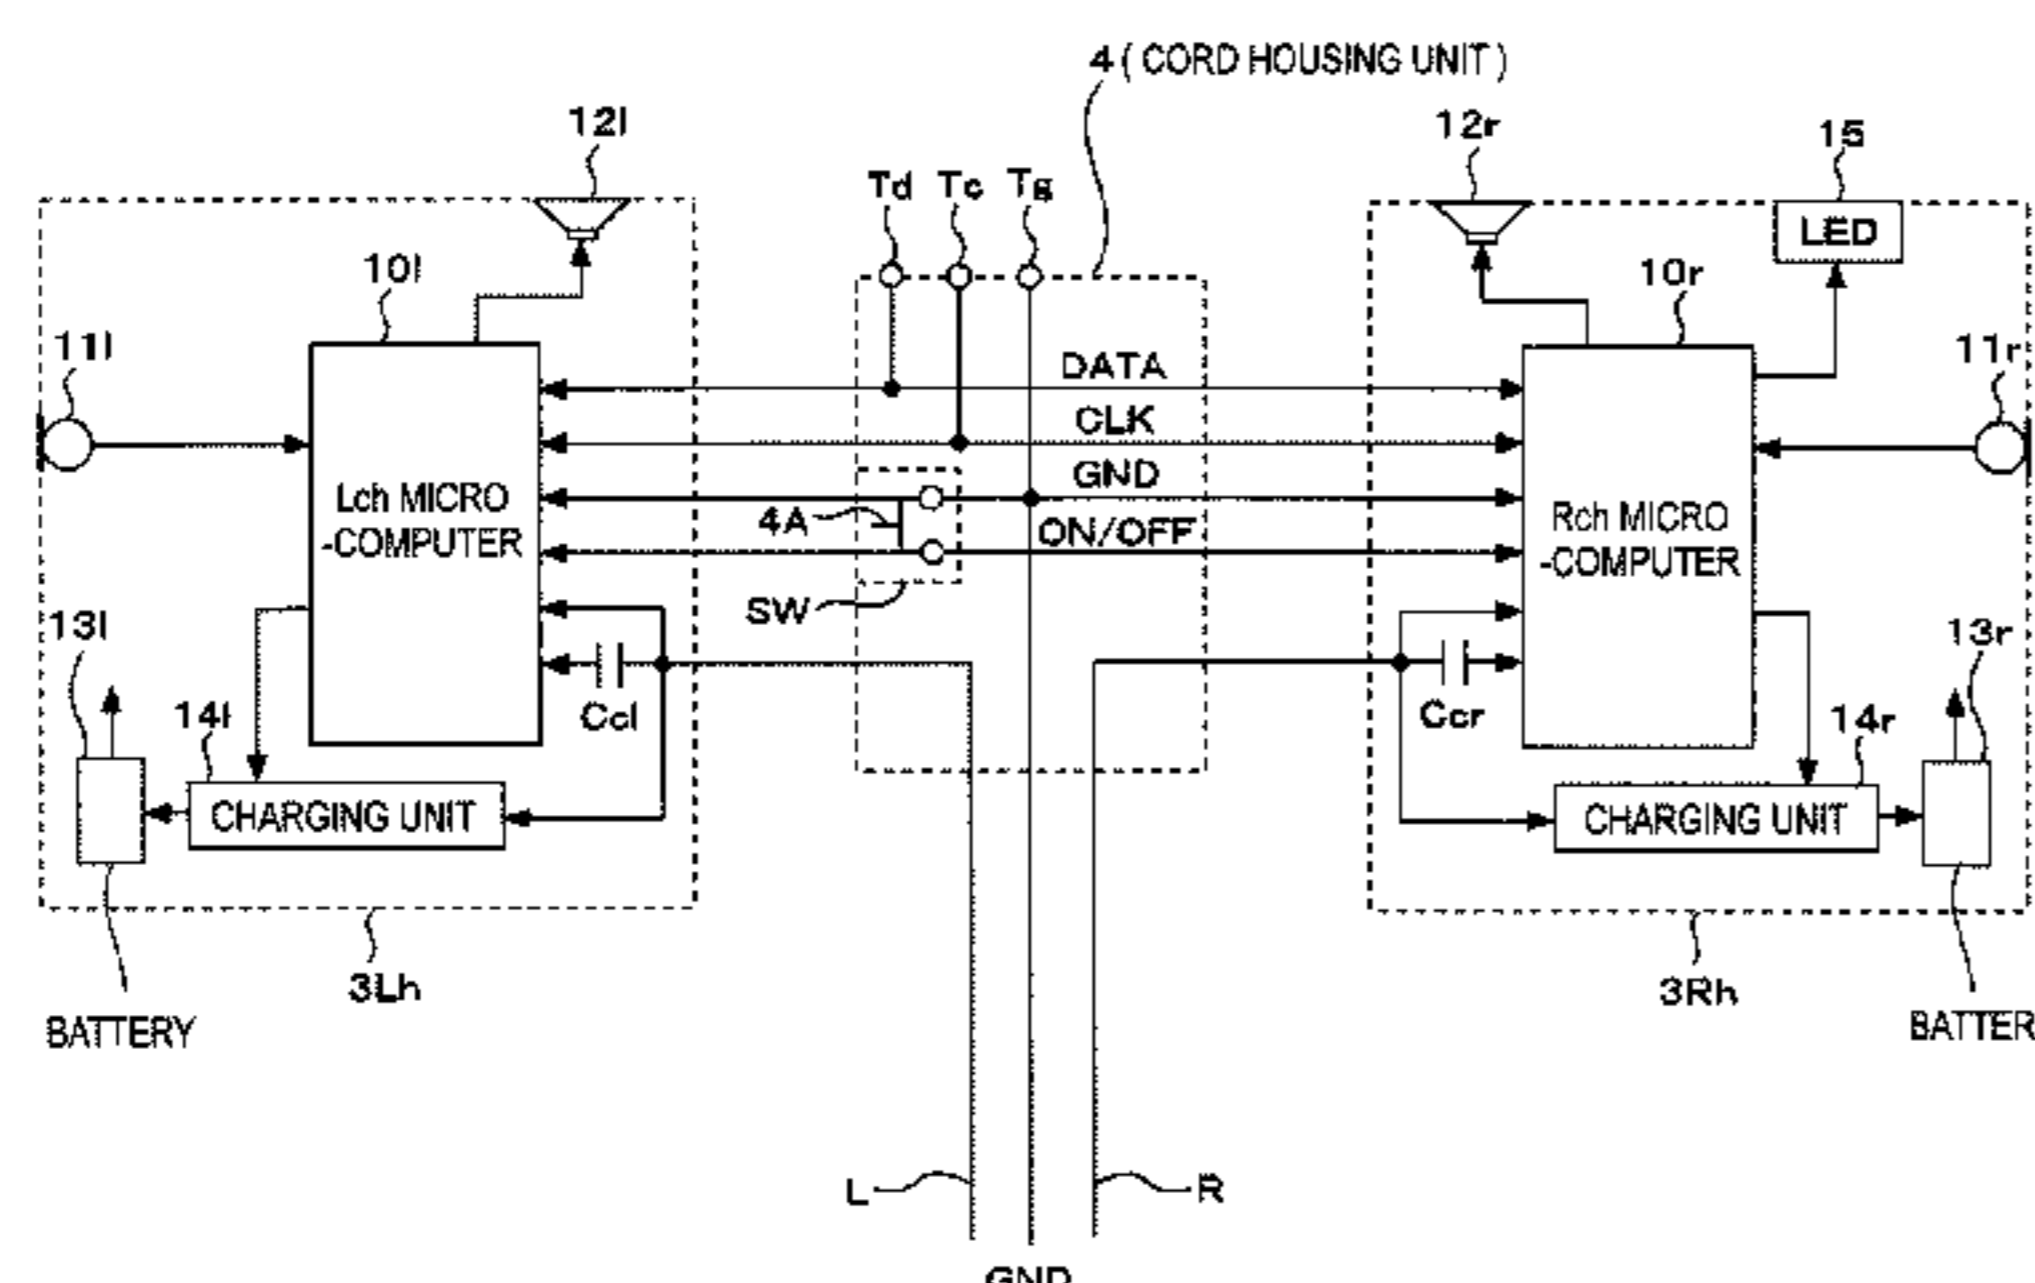 4 ( CORD HOUSING UNIT )
12l
12r
15
Td Tc Tg
LED
10l
10r
11l
11r
DATA
CLK
GND
ON/OFF
Lch MICRO
-COMPUTER
4A
SW
Rch MICRO
-COMPUTER
13l
13r
14l
14r
Ccl
Ccr
CHARGING UNIT
CHARGING UNIT
3Lh
3Rh
BATTERY
BATTER
L
R
GND